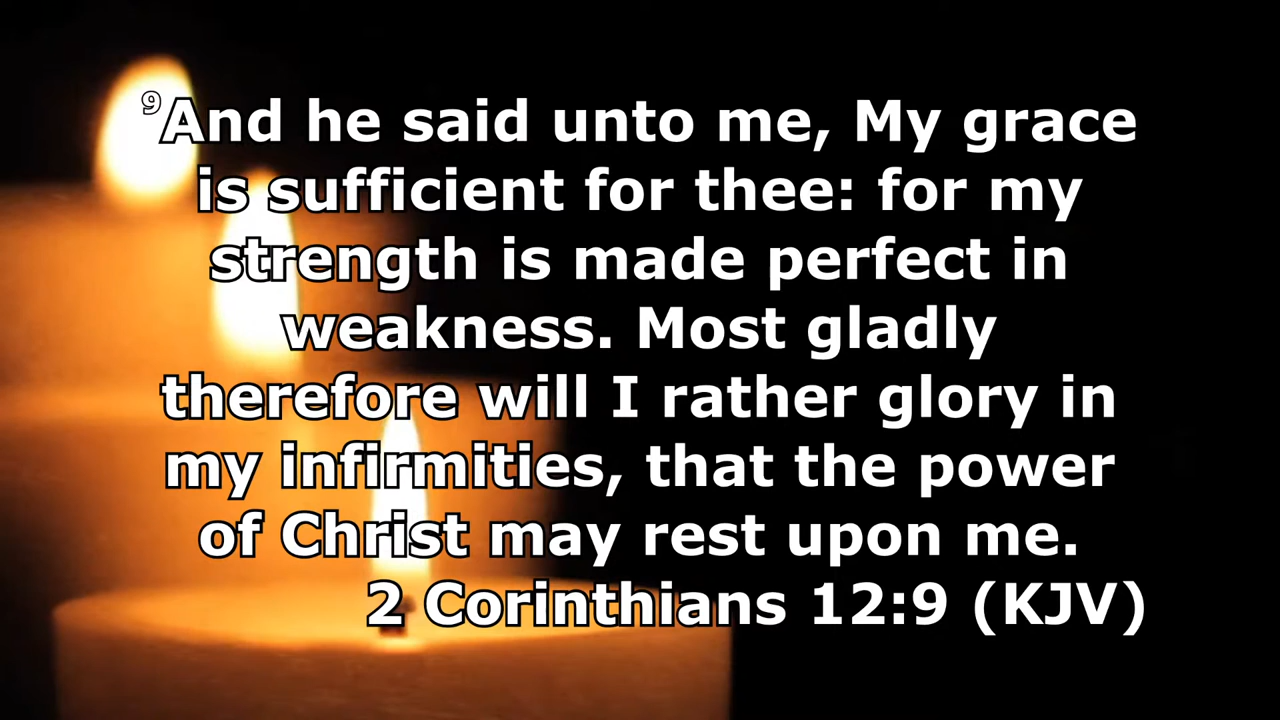 9And he said unto me, My grace
is sufficient for thee: for my
strength is made perfect in
weakness. Most gladly
therefore will I rather glory in
my infirmities, that the power
of Christ may rest upon me.
2 Corinthians 12:9 (KJV)